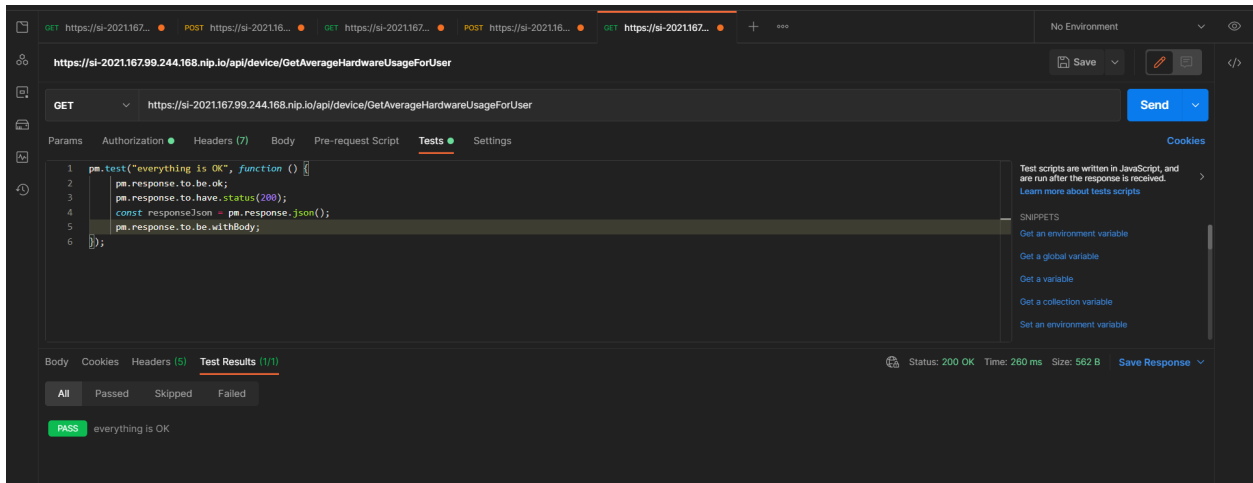 GET https://si-2021.167... POST https://si-2021.16... GET https://si-2021.167... POST https://si-2021.16... GET https://si-2021.167... No Environment
https://si-2021.167.99.244.168.nip.io/api/device/GetAverageHardwareUsageForUser Save
GET https://si-2021.167.99.244.168.nip.io/api/device/GetAverageHardwareUsageForUser Send
Params Authorization Headers (7) Body Pre-request Script Tests Settings Cookies
1 pm.test("everything is OK", function () {
2 pm.response.to.be.ok;
3 pm.response.to.have.status(200);
4 const responseJson = pm.response.json();
5 pm.response.to.be.withBody;
6 });
Test scripts are written in JavaScript, and
are run after the response is received.
Learn more about tests scripts
SNIPPETS
Get an environment variable
Get a global variable
Get a variable
Get a collection variable
Set an environment variable
Body Cookies Headers (5) Test Results (1/1) Status: 200 OK Time: 260 ms Size: 562 B Save Response
All Passed Skipped Failed
PASS everything is OK